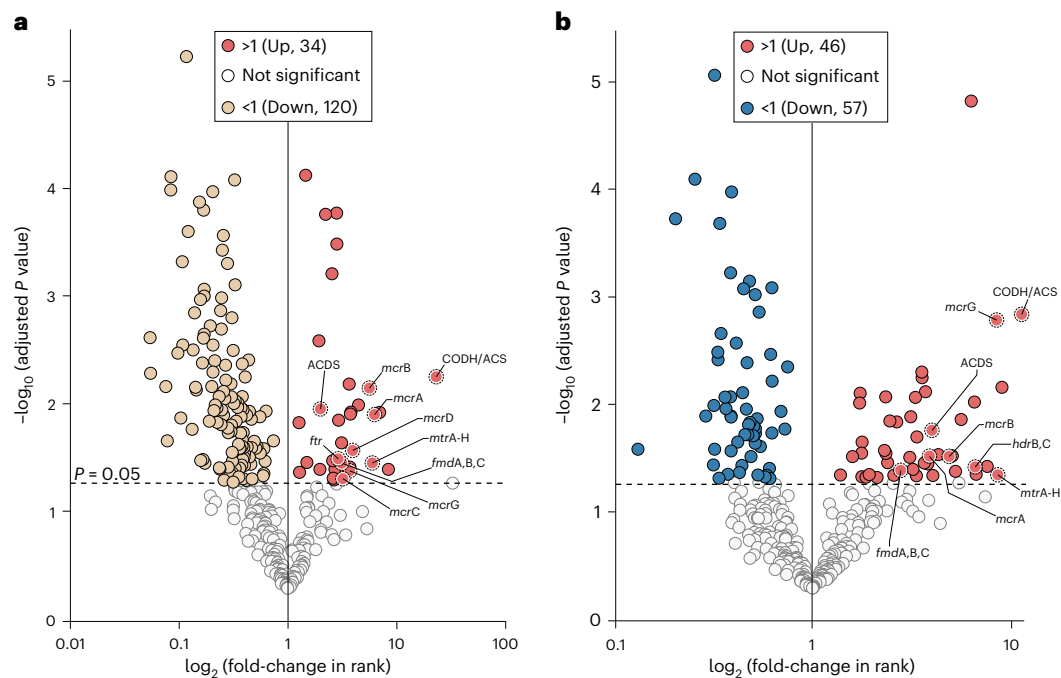 a
>1 (Up, 34)
Not significant
<1 (Down, 120)
5
4
3
2
1
0
−log10 (adjusted P value)
ACDS
mcrB
CODH/ACS
mcrA
mcrD
ftr
mtrA-H
fmdA,B,C
P = 0.05
mcrG
mcrC
0.01
0.1
1
10
100
log2 (fold-change in rank)
b
>1 (Up, 46)
Not significant
<1 (Down, 57)
5
4
3
2
1
0
−log10 (adjusted P value)
CODH/ACS
mcrG
ACDS
mcrB
hdrB,C
mtrA-H
mcrA
fmdA,B,C
0.1
1
10
log2 (fold-change in rank)